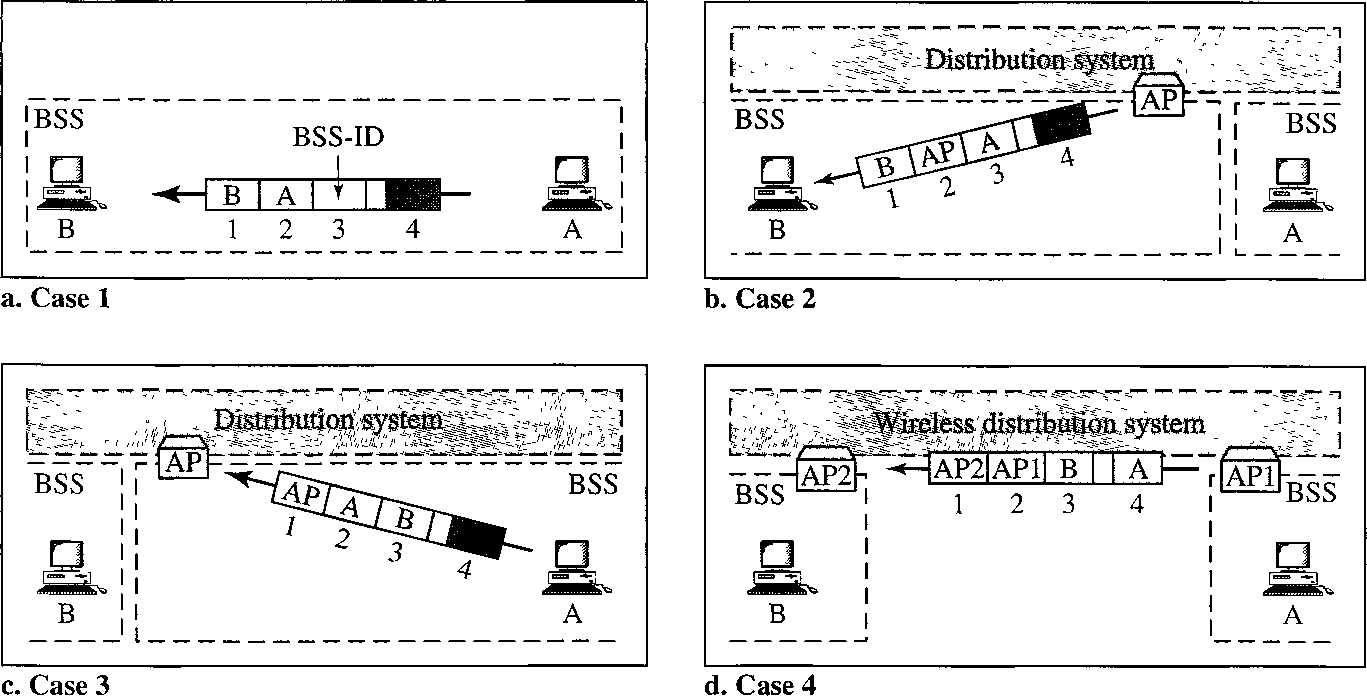 BSS
BSS-ID
B A
1 2 3 4
B A
a. Case 1
Distribution system
AP
BSS BSS
B AP A
1 2 3 4
B A
b. Case 2
Distribution system
AP
BSS BSS
AP A B
1 2 3 4
B A
c. Case 3
Wireless distribution system
AP2 AP2 AP1 B A AP1
BSS BSS
1 2 3 4
B A
d. Case 4